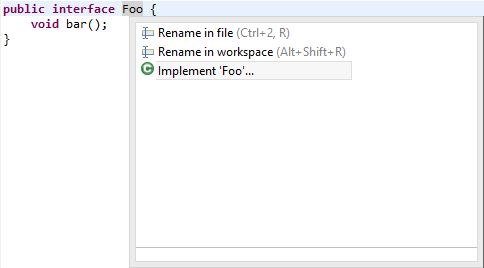 public interface Foo {
void bar();
}
Rename in file (Ctrl+2, R)
Rename in workspace (Alt+Shift+R)
Implement 'Foo'...